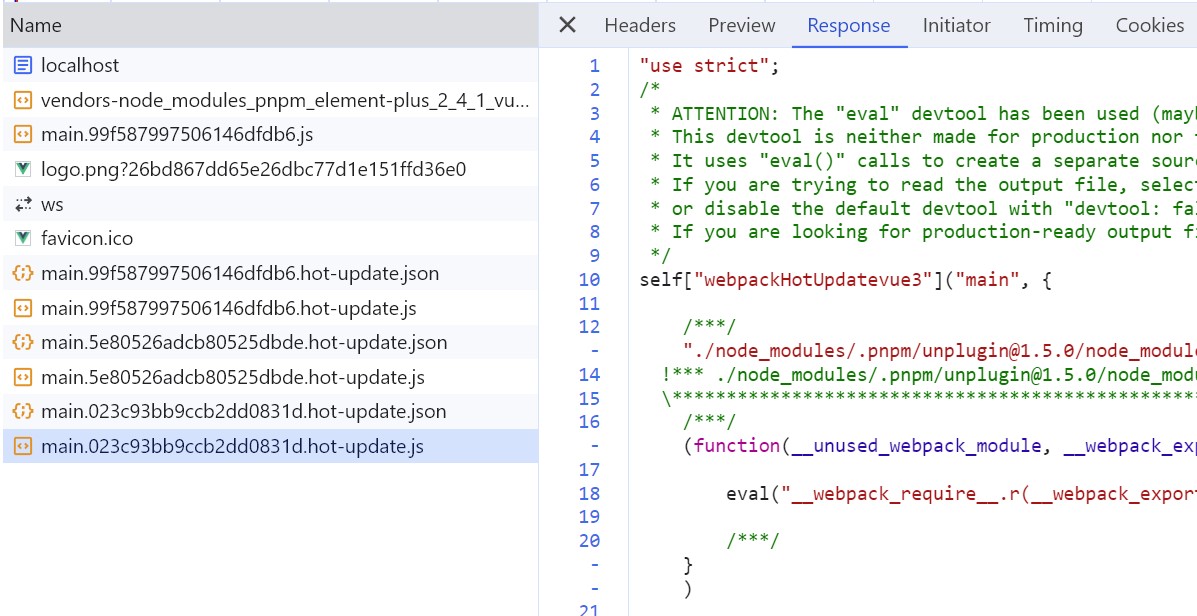 Name
localhost
vendors-node_modules_pnpm_element-plus_2_4_1_vu...
main.99f587997506146dfdb6.js
logo.png?26bd867dd65e26dbc77d1e151ffd36e0
ws
favicon.ico
main.99f587997506146dfdb6.hot-update.json
main.99f587997506146dfdb6.hot-update.js
main.5e80526adcb80525dbde.hot-update.json
main.5e80526adcb80525dbde.hot-update.js
main.023c93bb9ccb2dd0831d.hot-update.json
main.023c93bb9ccb2dd0831d.hot-update.js
Headers Preview Response Initiator Timing Cookies
1 "use strict";
2 /*
3 * ATTENTION: The "eval" devtool has been used (mayb
4 * This devtool is neither made for production nor
5 * It uses "eval()" calls to create a separate sour
6 * If you are trying to read the output file, selec
7 * or disable the default devtool with "devtool: fal
8 * If you are looking for production-ready output fi
9 */
10 self["webpackHotUpdatevue3"]("main", {
11
12 /***/
- "./node_modules/.pnpm/unplugin@1.5.0/node_module
14 !*** ./node_modules/.pnpm/unplugin@1.5.0/node_modu
15 \****************************************************
16 /***/
- (function(__unused_webpack_module, __webpack_exp
17
18 eval("__webpack_require__.r(__webpack_export
19
20 /***/
- }
- )
21